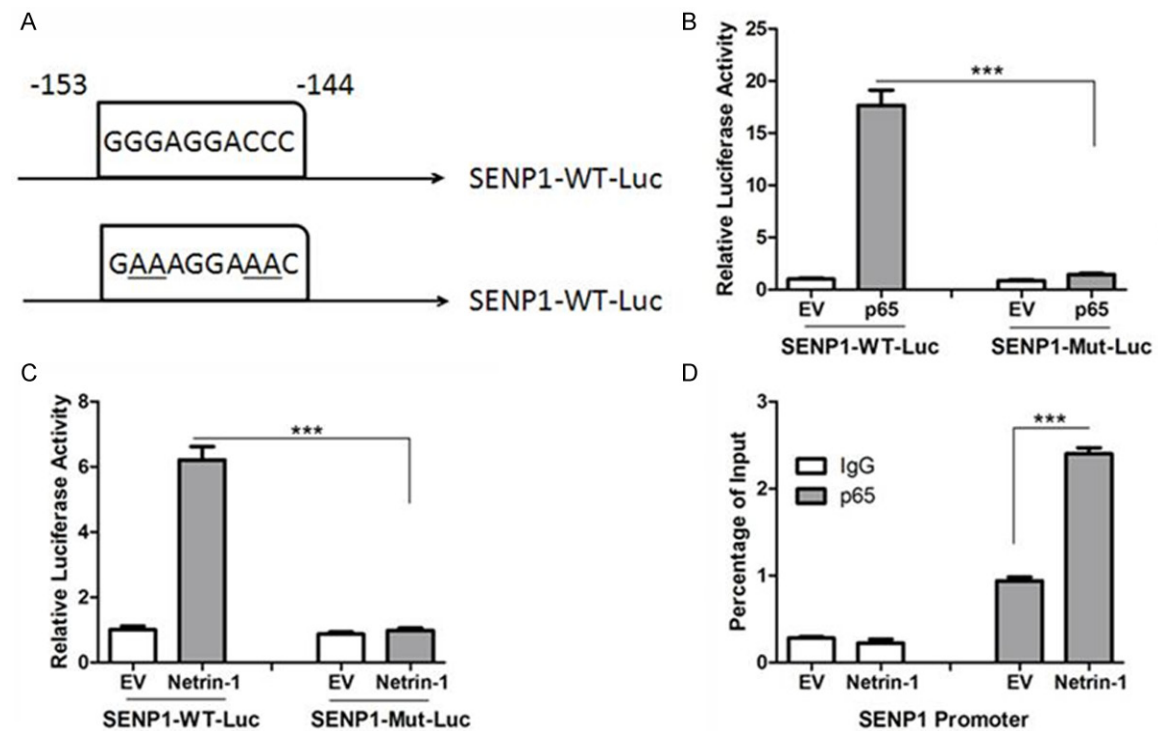 A
-153
-144
GGGAGGACCC
SENP1-WT-Luc
GAAAGGAAAC
SENP1-WT-Luc
B
Relative Luciferase Activity
25
20
15
10
5
0
***
EV
p65
EV
p65
SENP1-WT-Luc
SENP1-Mut-Luc
C
Relative Luciferase Activity
8
6
4
2
0
***
EV
Netrin-1
EV
Netrin-1
SENP1-WT-Luc
SENP1-Mut-Luc
D
Percentage of Input
3
2
1
0
IgG
p65
***
EV
Netrin-1
EV
Netrin-1
SENP1 Promoter